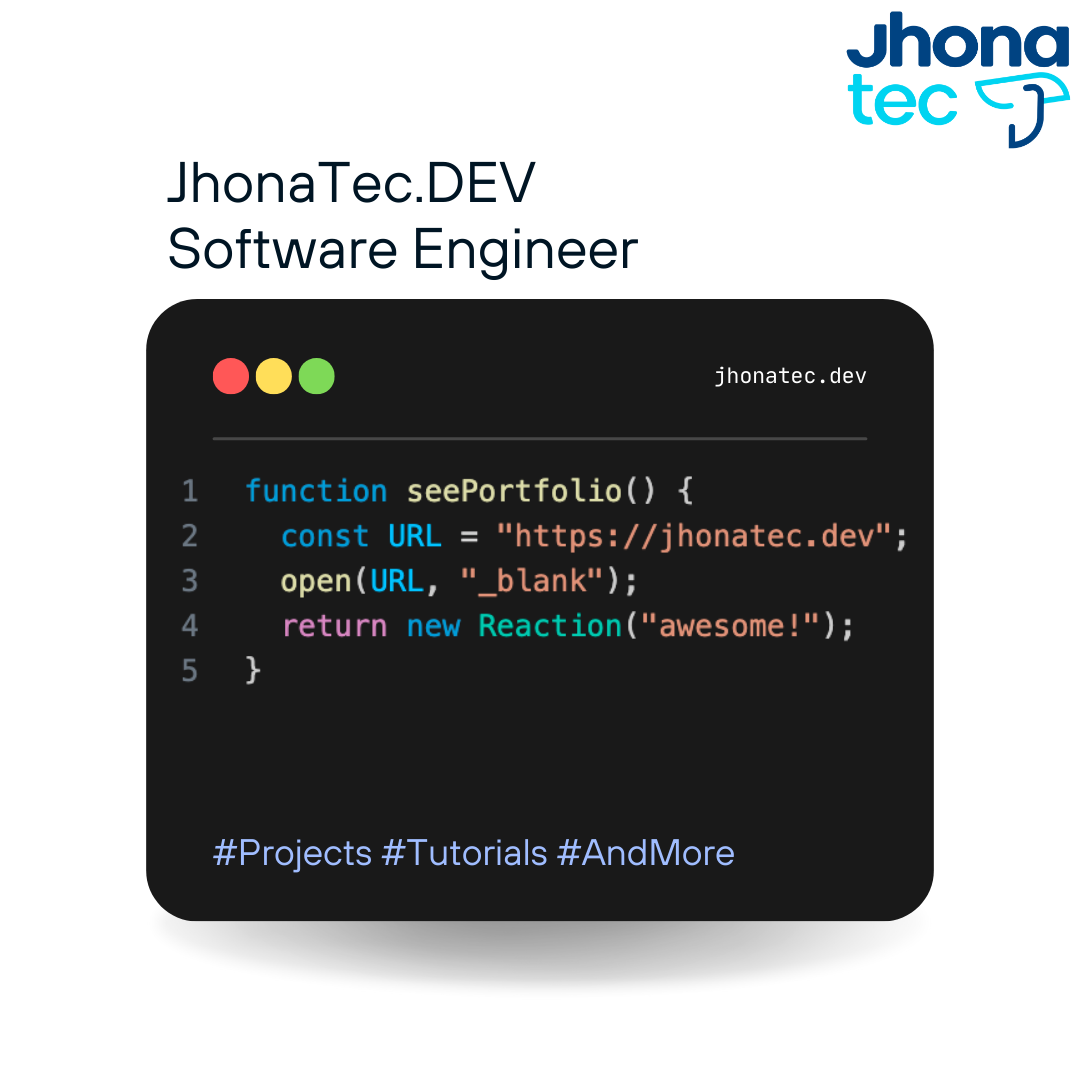 Jhona
tec
JhonaTec.DEV
Software Engineer
jhonatec.dev
1 function seePortfolio() {
2   const URL = "https://jhonatec.dev";
3   open(URL, "_blank");
4   return new Reaction("awesome!");
5 }
#Projects #Tutorials #AndMore